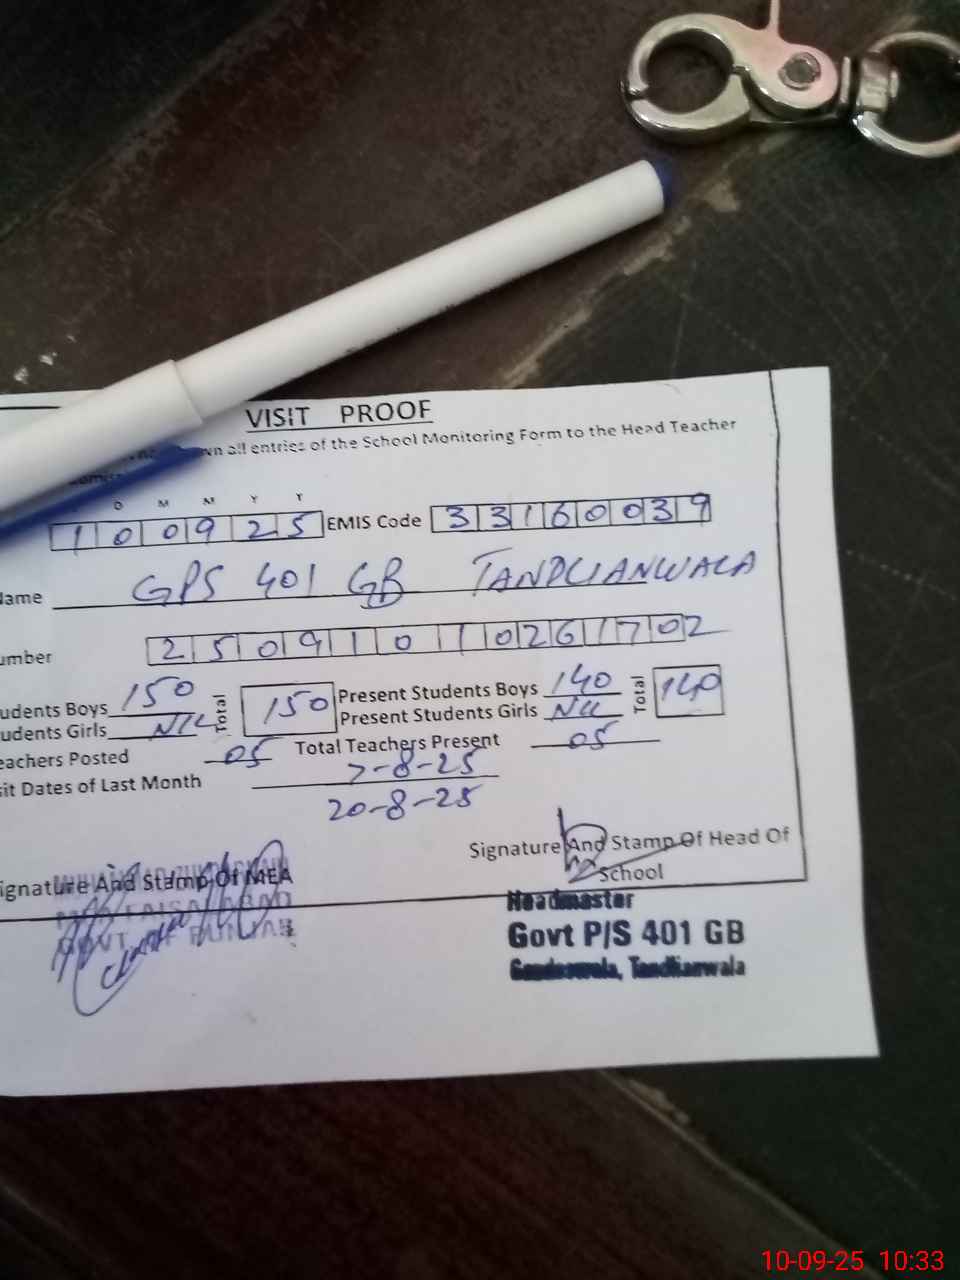 VISIT PROOF
all entries of the School Monitoring Form to the Head Teacher
D M M Y Y
1 0 0 9 2 5 EMIS Code 3 3 1 6 0 0 3 9
Name GPS 401 GB TANDLIANWALA
umber 2 5 0 9 1 0 1 0 2 6 1 7 0 2
udents Boys 150 Total 150 Present Students Boys 140 Total 140
udents Girls NIL Present Students Girls NIL
eachers Posted 05 Total Teachers Present 05
sit Dates of Last Month 7-8-25
20-8-25
ignature And Stamp Of MEA
Signature And Stamp Of Head Of
School
Headmaster
Govt P/S 401 GB
Tandlianwala
10-09-25 10:33